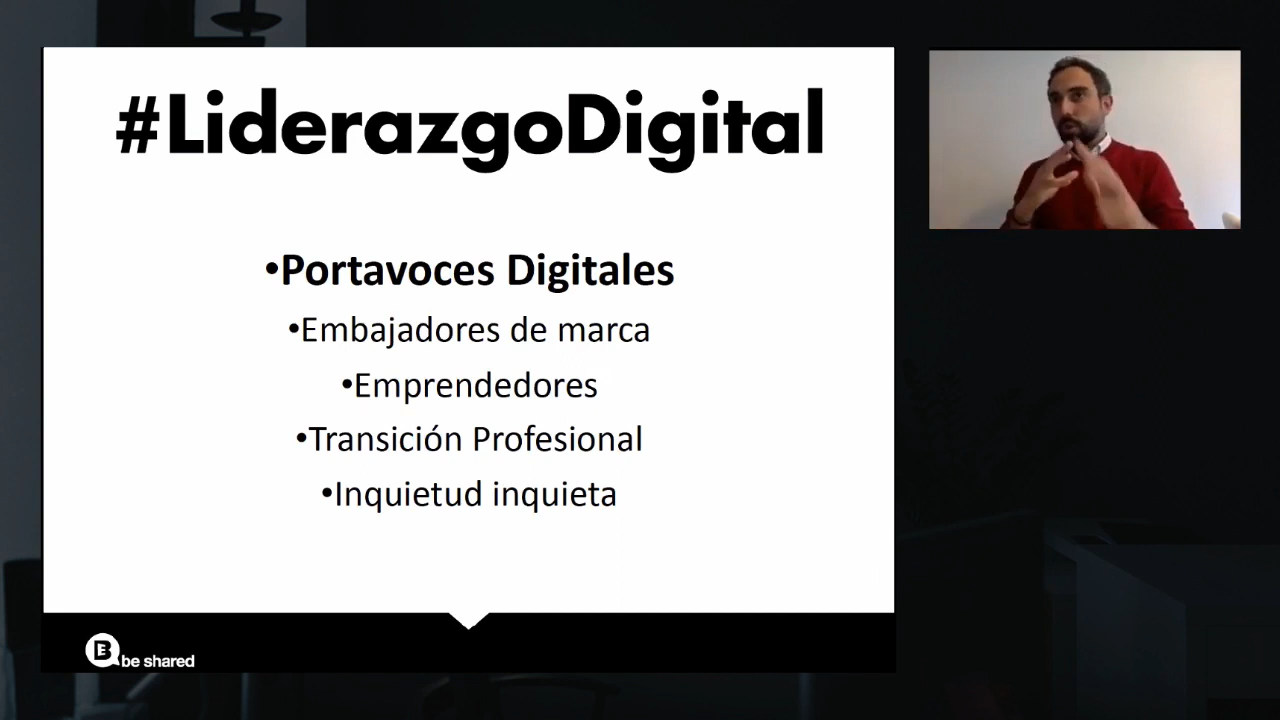 #LiderazgoDigital
•Portavoces Digitales
•Embajadores de marca
•Emprendedores
•Transición Profesional
•Inquietud inquieta
B be shared